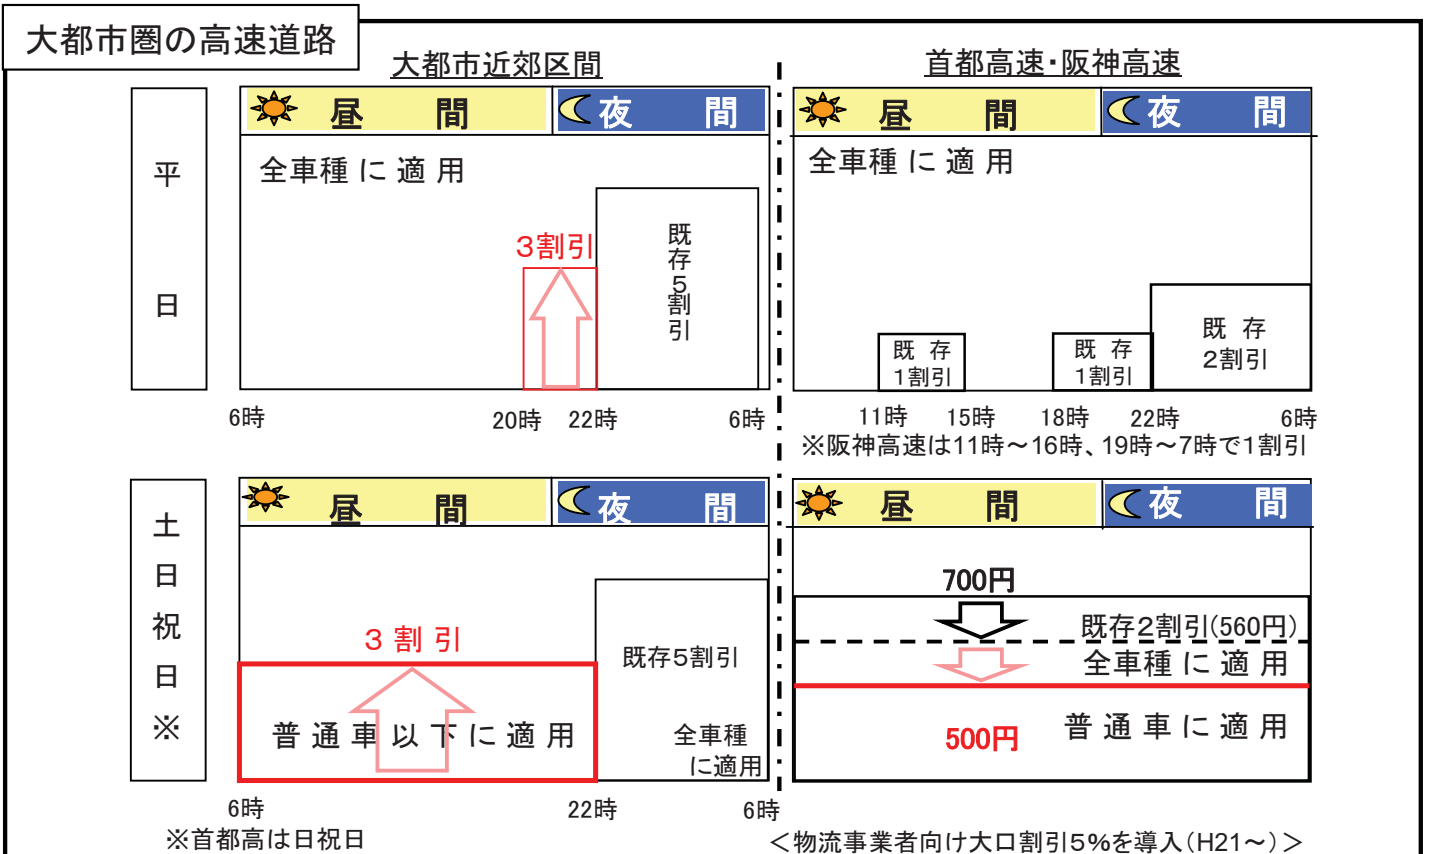 大都市圏の高速道路
大都市近郊区間
首都高速・阪神高速
平日
昼間
夜間
全車種に適用
3割引
既存5割引
6時
20時
22時
6時
昼間
夜間
全車種に適用
既存
1割引
既存
1割引
既存
2割引
11時
15時
18時
22時
6時
※阪神高速は11時～16時、19時～7時で1割引
土日祝日※
昼間
夜間
3割引
普通車以下に適用
既存5割引
全車種
に適用
6時
22時
6時
※首都高は日祝日
昼間
夜間
700円
既存2割引(560円)
全車種に適用
500円
普通車に適用
＜物流事業者向け大口割引5%を導入(H21～)＞